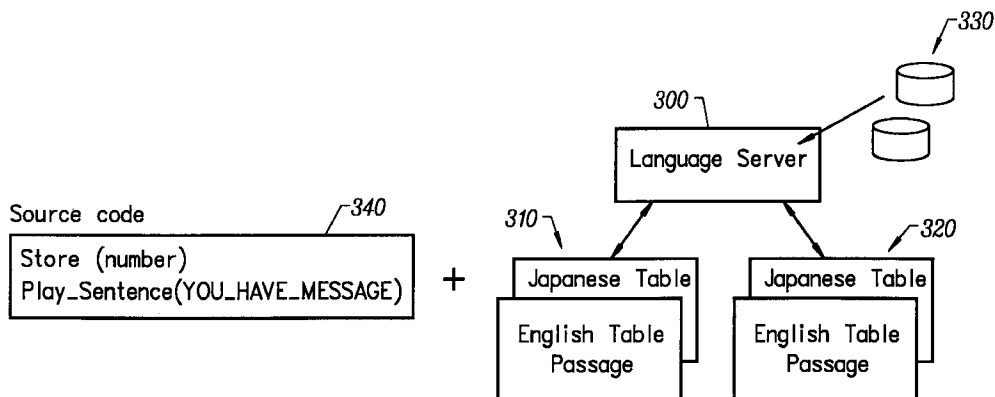 330
300
Language Server
Source code
340
310
320
Store (number)
Play_Sentence(YOU_HAVE_MESSAGE)
+
Japanese Table
English Table
Passage
Japanese Table
English Table
Passage